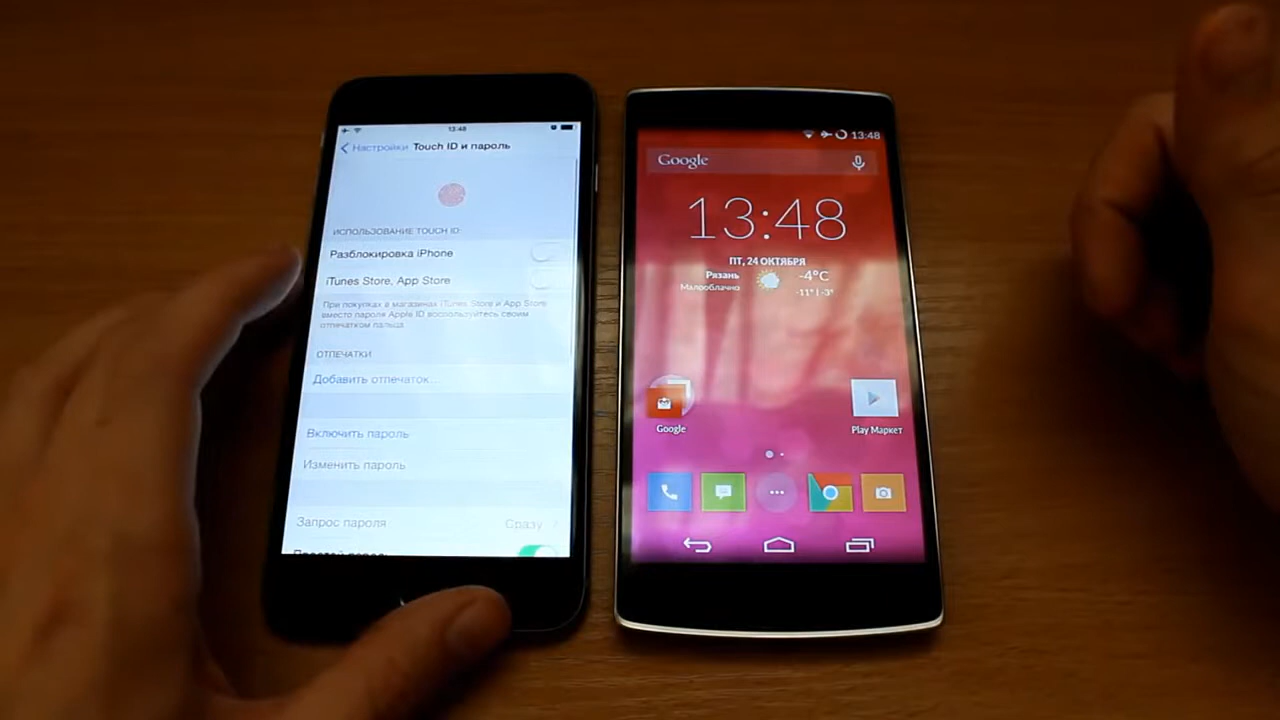 13:48
Настройки Touch ID и пароль
ИСПОЛЬЗОВАНИЕ TOUCH ID:
Разблокировка iPhone
iTunes Store, App Store
При покупках в магазинах iTunes Store и App Store
вместо пароля Apple ID воспользуйтесь своим
отпечатком пальца.
ОТПЕЧАТКИ
Добавить отпечаток...
Включить пароль
Изменить пароль
Запрос пароля Сразу
Простой пароль
13:48
Google
13:48
ПТ, 24 ОКТЯБРЯ
Рязань
Малооблачно
-4°C
-11° | -3°
Google
Play Маркет